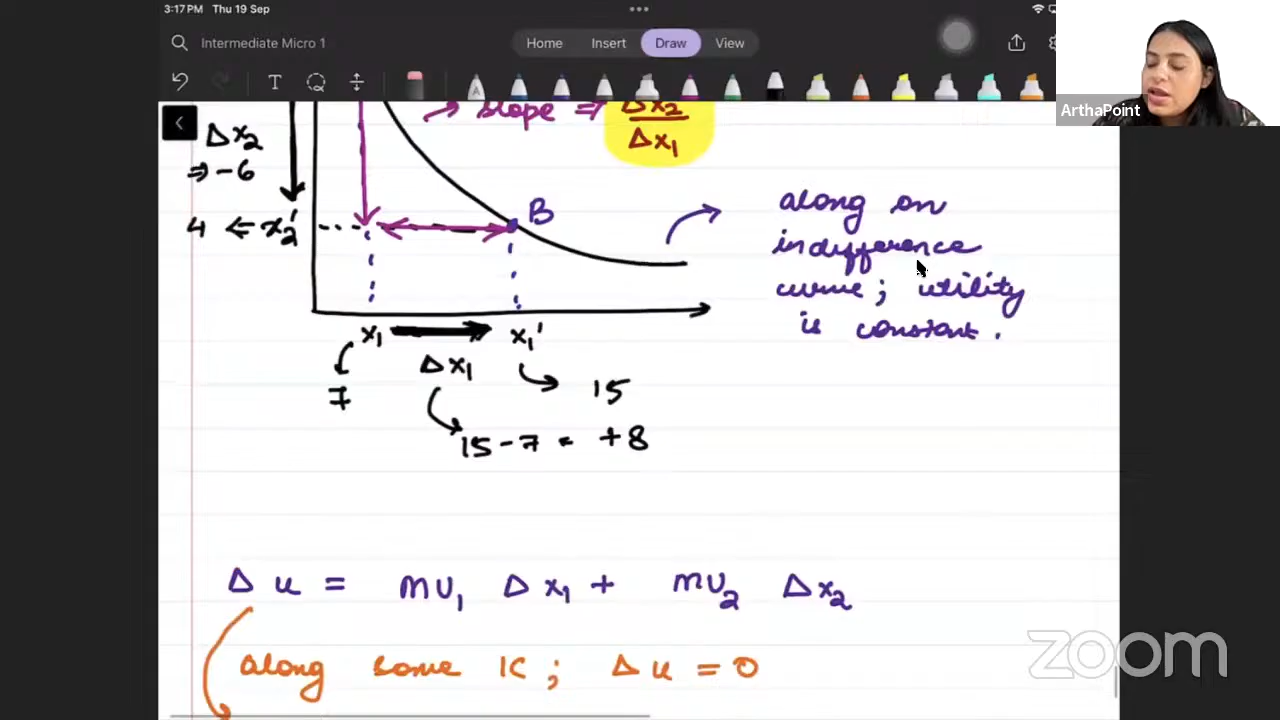 3:17 PM Thu 19 Sep
Intermediate Micro 1
Home Insert Draw View
ArthaPoint
→ slope ⇒ Δx₂
Δx₁
Δx₂
⇒ -6
4 ← x₂'
B
along an
indifference
curve; utility
is constant.
x₁ x₁'
Δx₁
7
15
15-7 = +8
Δu = MU₁ Δx₁ + MU₂ Δx₂
along same IC; Δu = 0
zoom